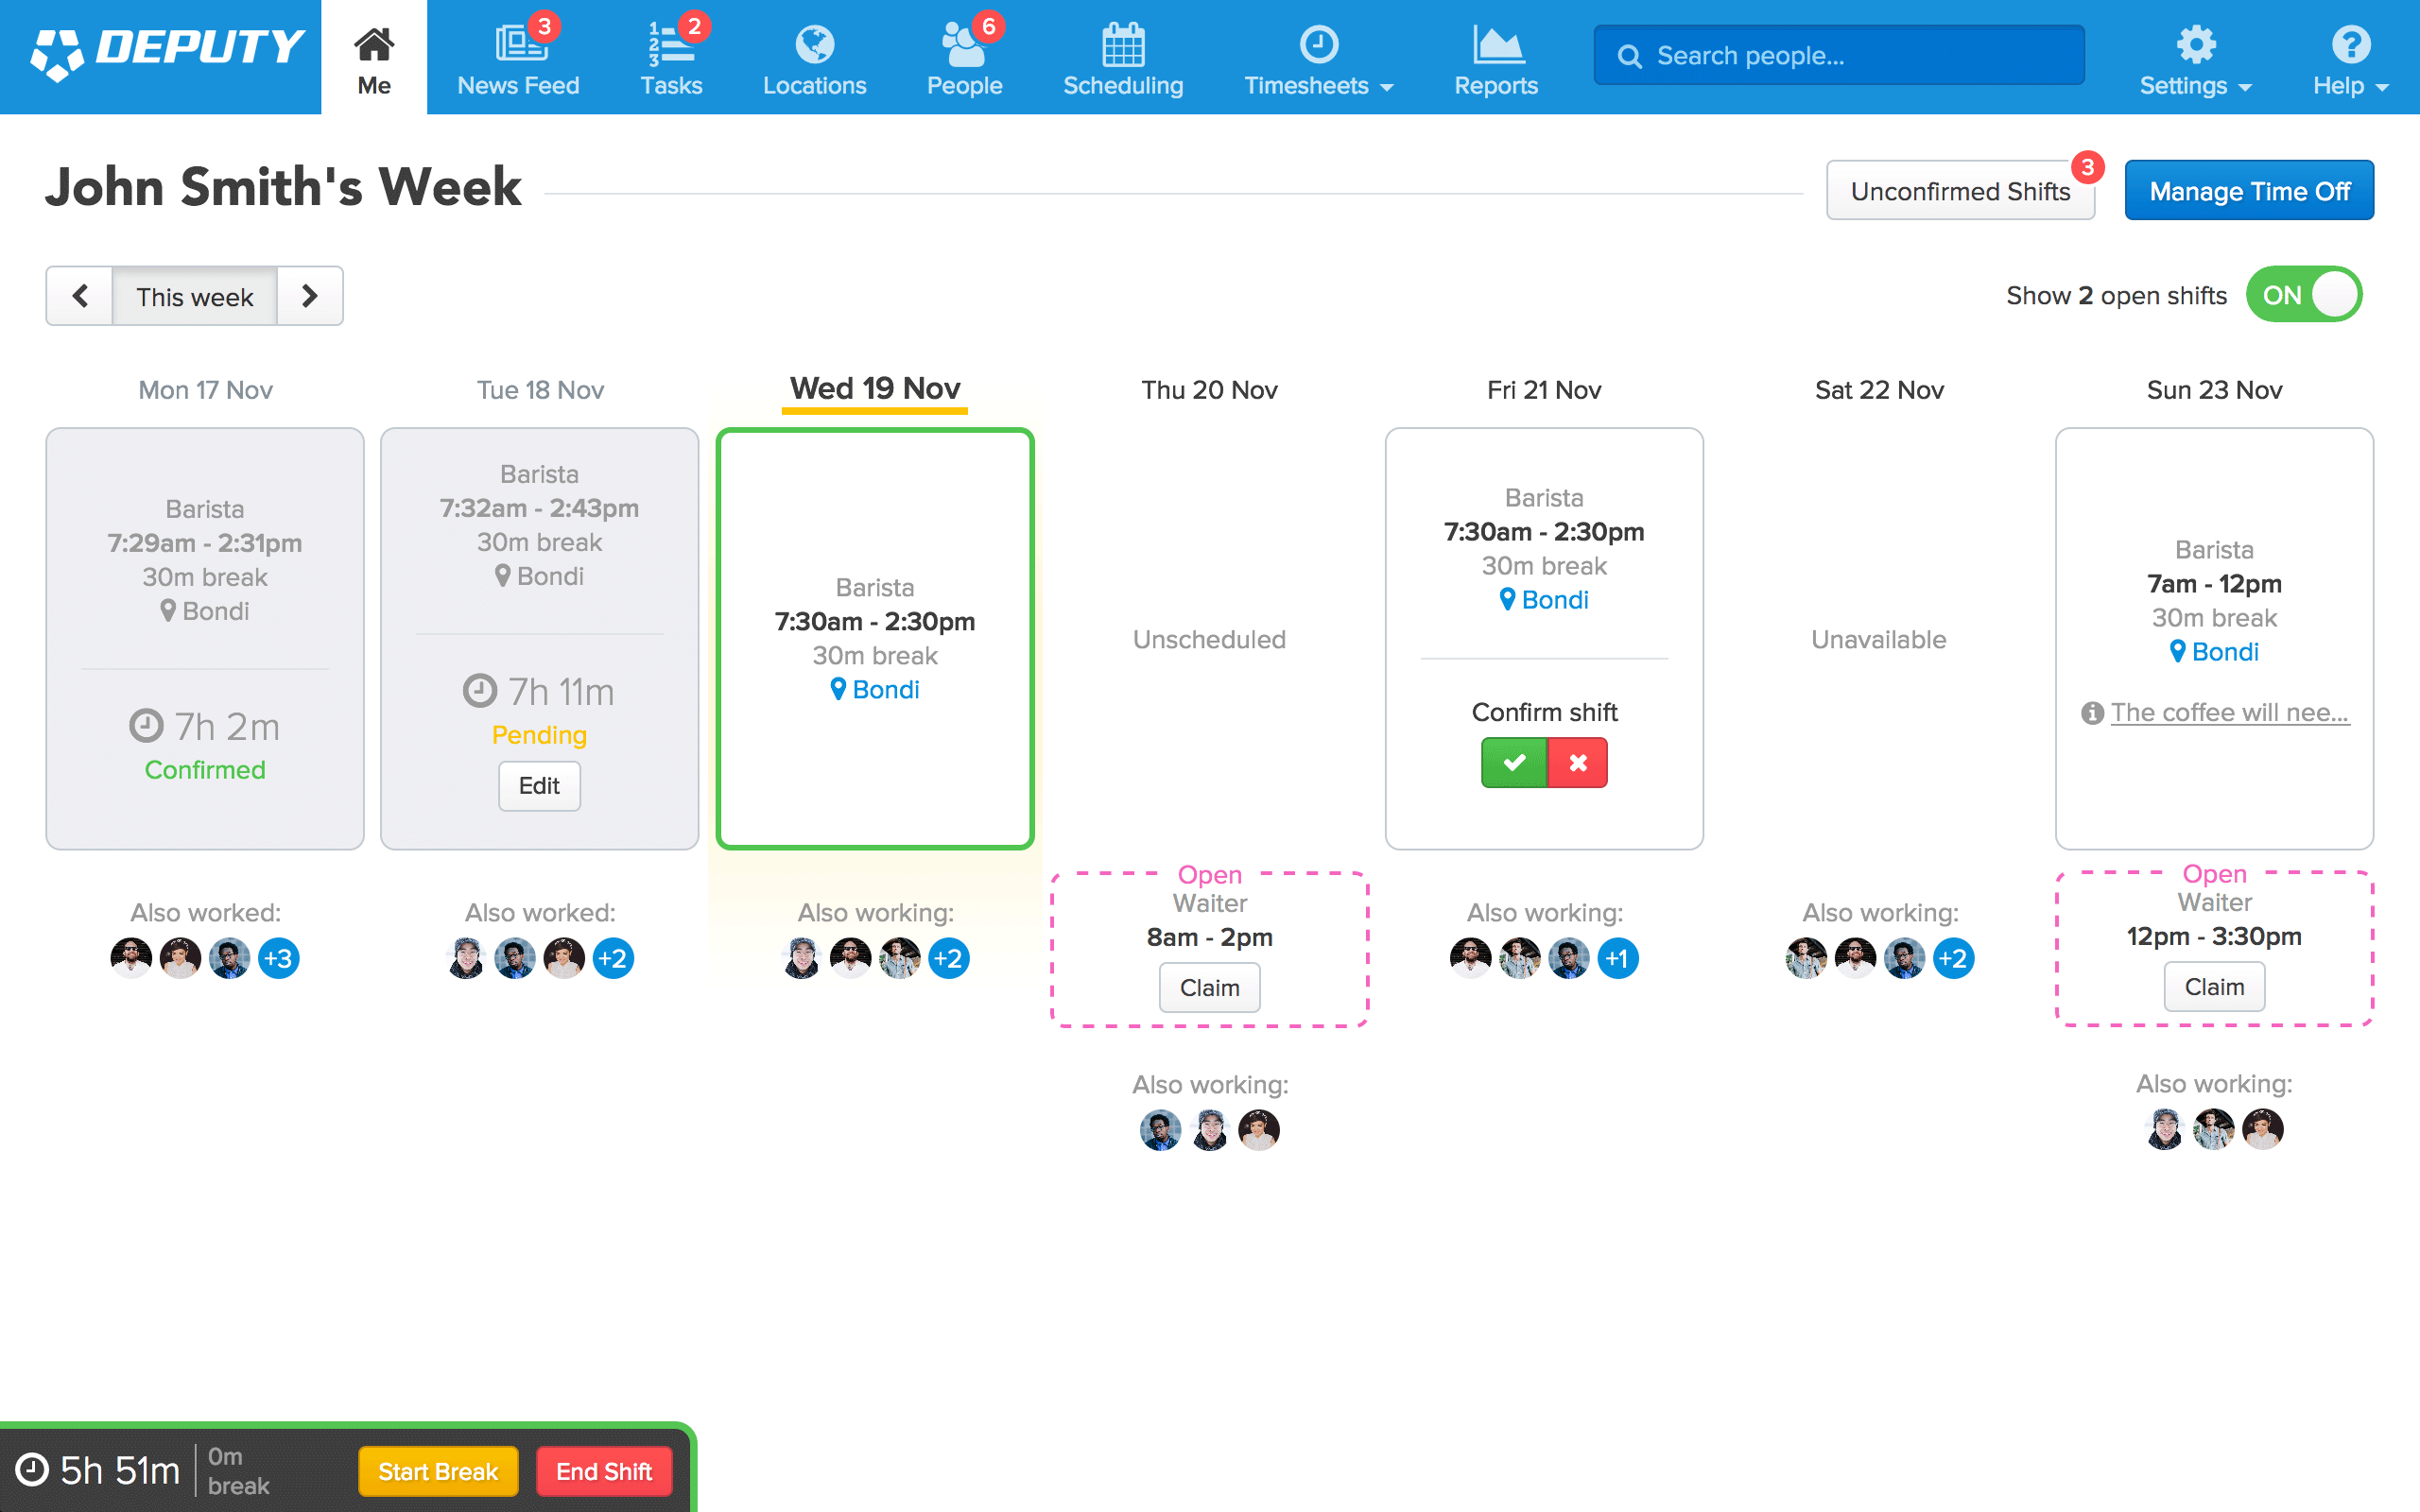 DEPUTY
Me
3
News Feed
2
Tasks
Locations
6
People
Scheduling
Timesheets
Reports
Search people...
Settings
Help
John Smith's Week
Unconfirmed Shifts
3
Manage Time Off
This week
Show 2 open shifts
ON
Mon 17 Nov
Barista
7:29am - 2:31pm
30m break
Bondi
7h 2m
Confirmed
Also worked:
+3
Tue 18 Nov
Barista
7:32am - 2:43pm
30m break
Bondi
7h 11m
Pending
Edit
Also worked:
+2
Wed 19 Nov
Barista
7:30am - 2:30pm
30m break
Bondi
Also working:
+2
Thu 20 Nov
Unscheduled
Open
Waiter
8am - 2pm
Claim
Also working:
Fri 21 Nov
Barista
7:30am - 2:30pm
30m break
Bondi
Confirm shift
Also working:
+1
Sat 22 Nov
Unavailable
Also working:
+2
Sun 23 Nov
Barista
7am - 12pm
30m break
Bondi
The coffee will nee...
Open
Waiter
12pm - 3:30pm
Claim
Also working:
5h 51m
0m
break
Start Break
End Shift